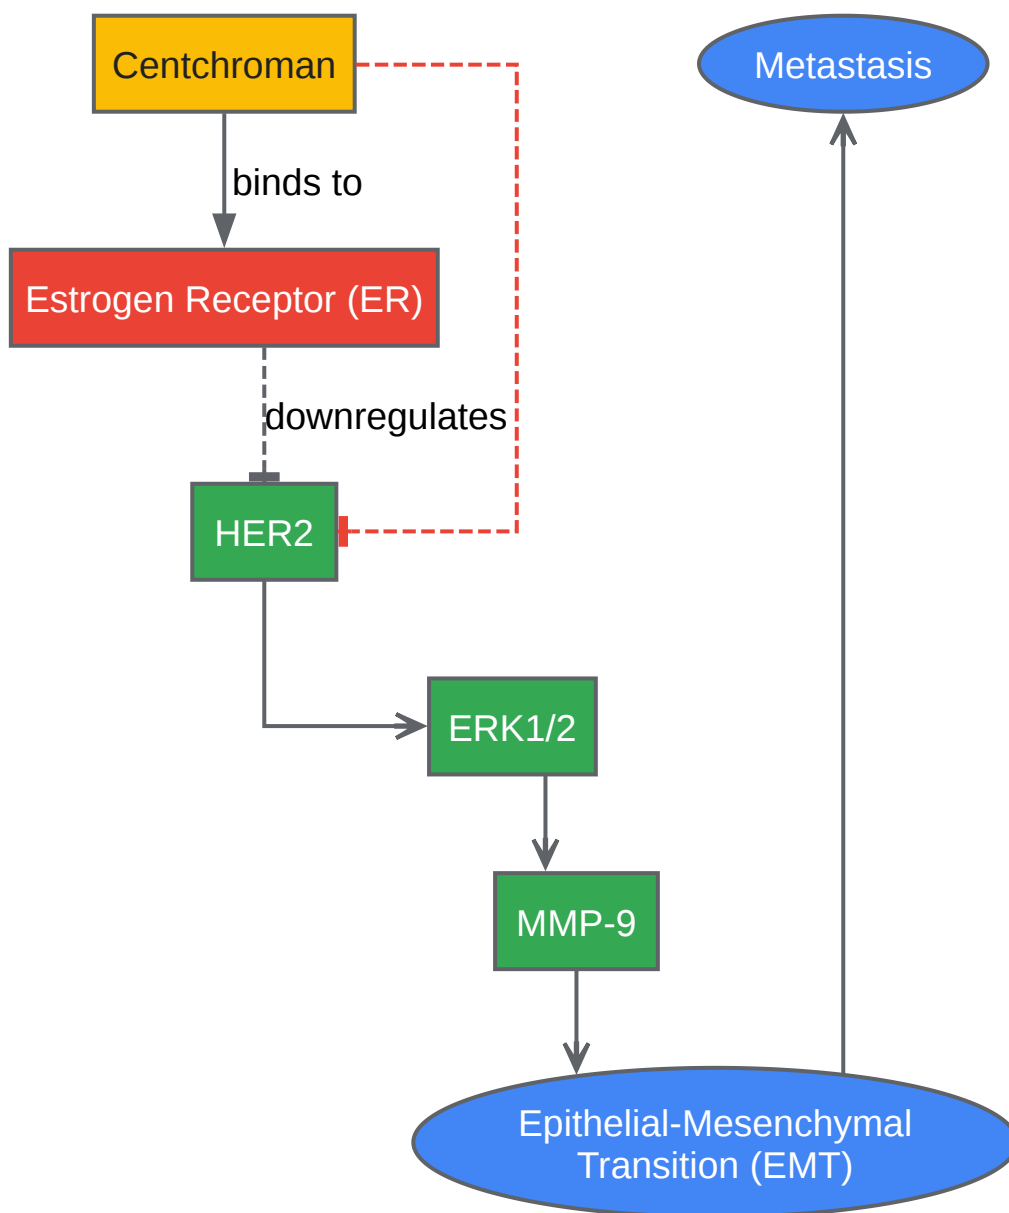 Centchroman
Metastasis
binds to
Estrogen Receptor (ER)
downregulates
HER2
ERK1/2
MMP-9
Epithelial-Mesenchymal
Transition (EMT)